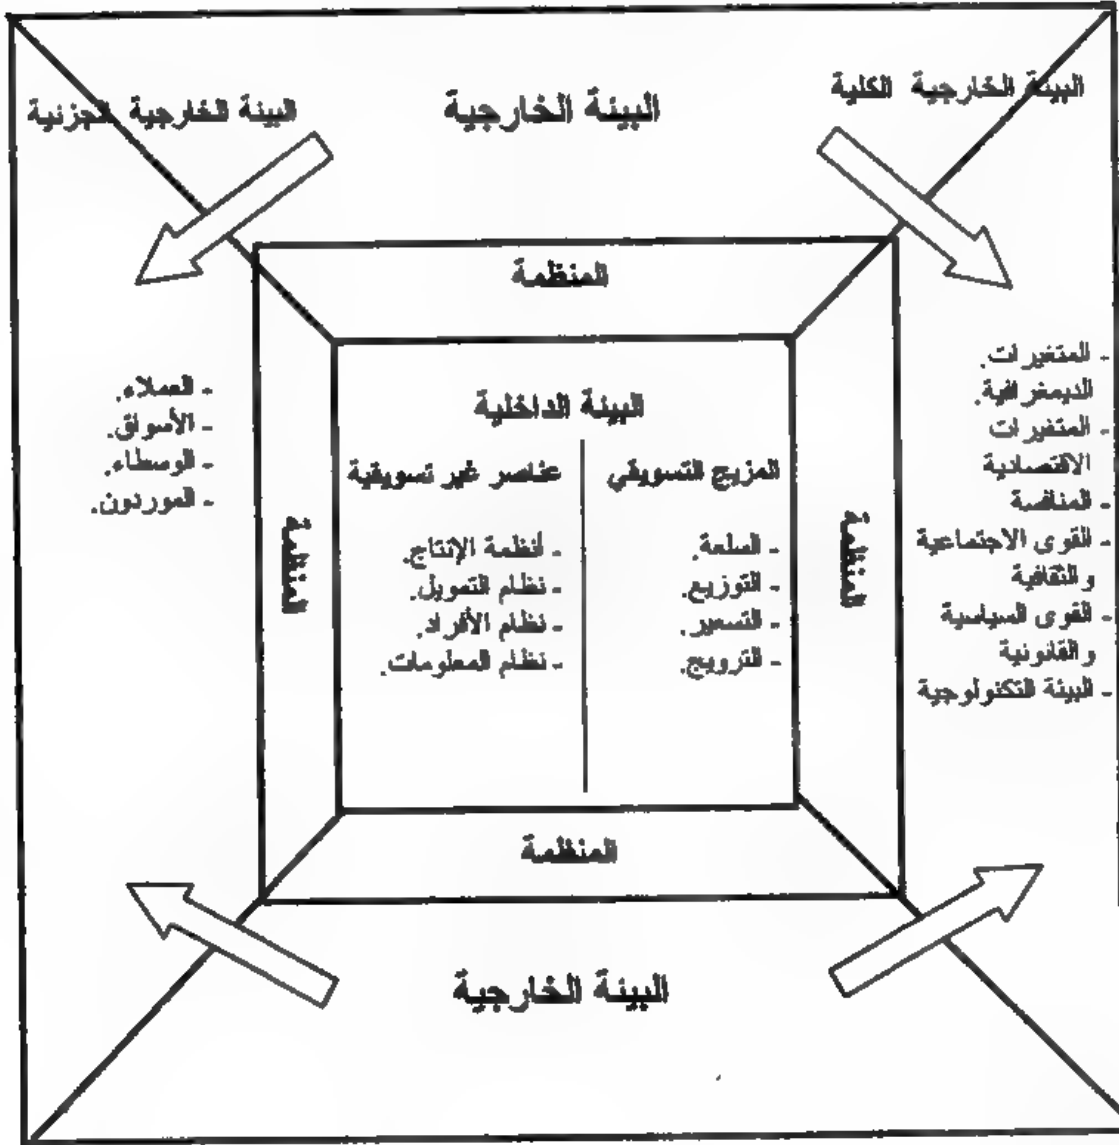 البيئة الخارجية الكلية
البيئة الخارجية
البيئة الخارجية الجزئية
المنظمة
- المتغيرات.
الديمغرافية.
- المتغيرات
الاقتصادية
- المنافسة
- القوى الاجتماعية
والثقافية
- القوى السياسية
والقانونية
- البيئة التكنولوجية
المنظمة
البيئة الداخلية
المزيج التسويقي
- السلعة.
- التوزيع.
- التسعير.
- الترويج.
عناصر غير تسويقية
- أنظمة الإنتاج.
- نظام التمويل.
- نظام الأفراد.
- نظام المعلومات.
المنظمة
- العملاء.
- الأسواق.
- الوسطاء.
- الموردون.
المنظمة
البيئة الخارجية